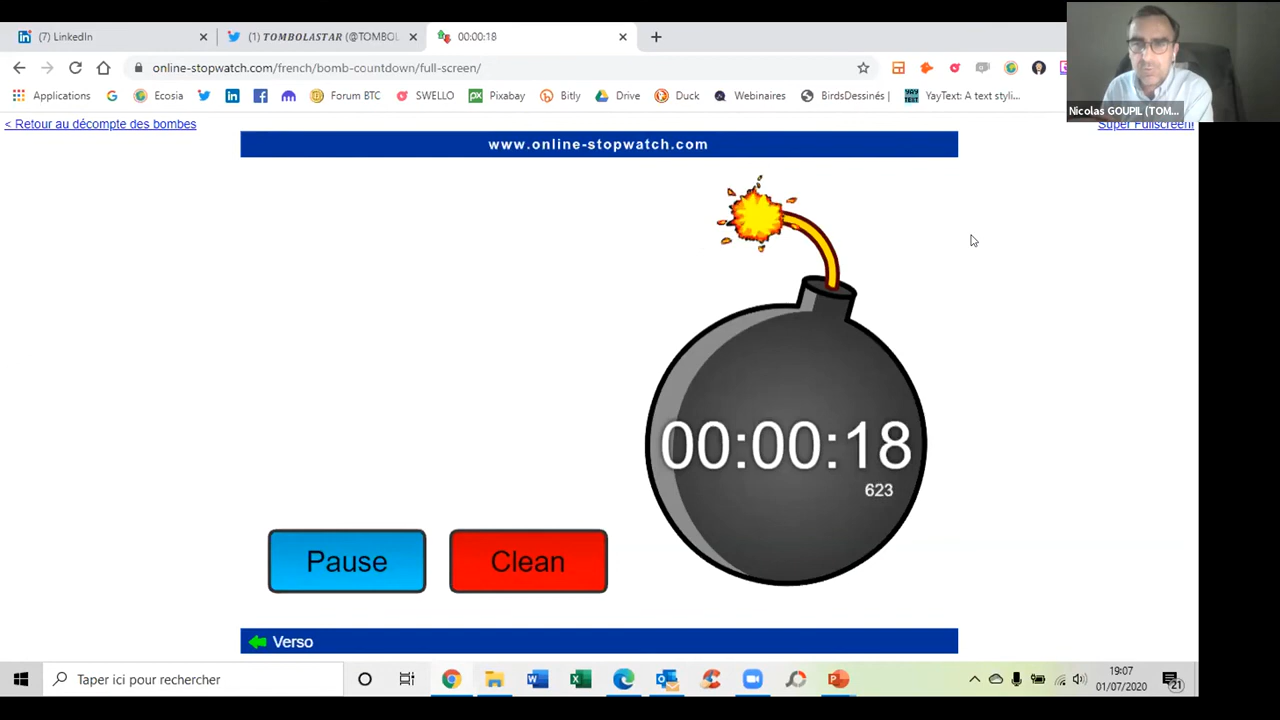 (7) LinkedIn
(1) TOMBOLASTAR (@TOMBOL
00:00:18
online-stopwatch.com/french/bomb-countdown/full-screen/
Applications
Ecosia
Forum BTC
SWELLO
px
Pixabay
Bitly
Drive
Duck
Webinaires
BirdsDessinés |
YAY TEXT
YayText: A text styli...
Nicolas GOUPIL (TOM...
< Retour au décompte des bombes
Super Fullscreen!
www.online-stopwatch.com
00:00:18
623
Pause
Clean
Verso
Taper ici pour rechercher
19:07
01/07/2020
21